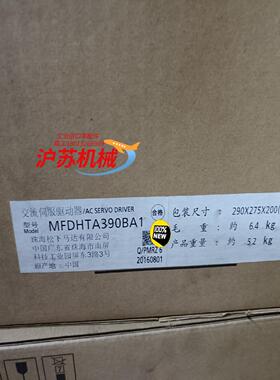 沪苏机械
交流伺服驱动器/AC SERVO DRIVER
型号 Model MFDHTA390BA1
合格
100% NEW
包装尺寸: 290X275X200(
毛 重: 约 6.4 kg
产品重量: 约 5.2 kg
珠海松下马达有限公司
中国广东省珠海市南屏
科技工业园屏东3路3号
原产地: 中国
Q/PMRZ 6
20160801